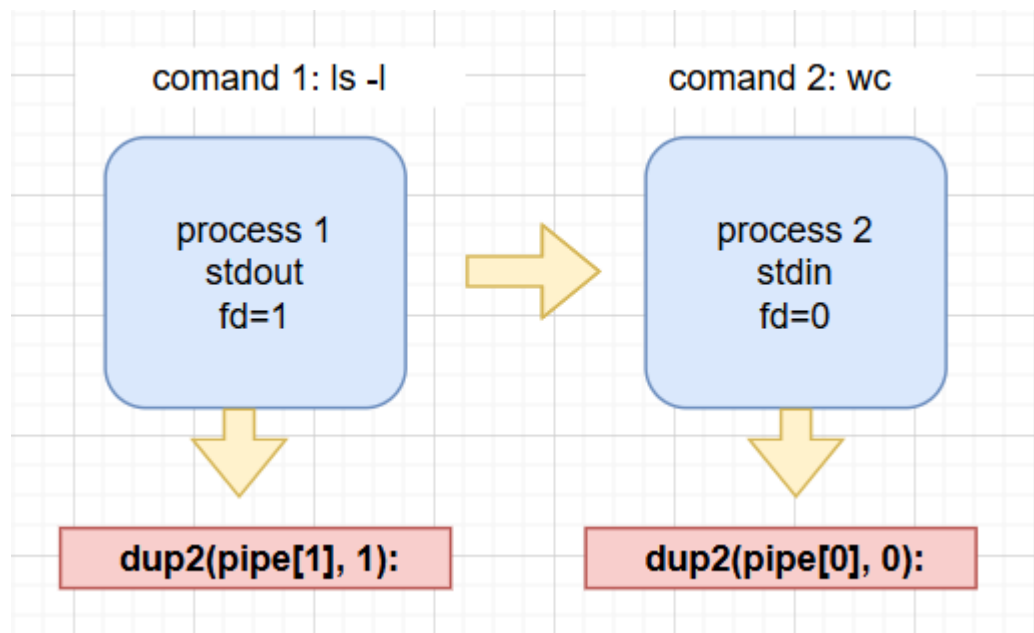 comand 1: ls -l
comand 2: wc
process 1
stdout
fd=1
process 2
stdin
fd=0
dup2(pipe[1], 1):
dup2(pipe[0], 0):